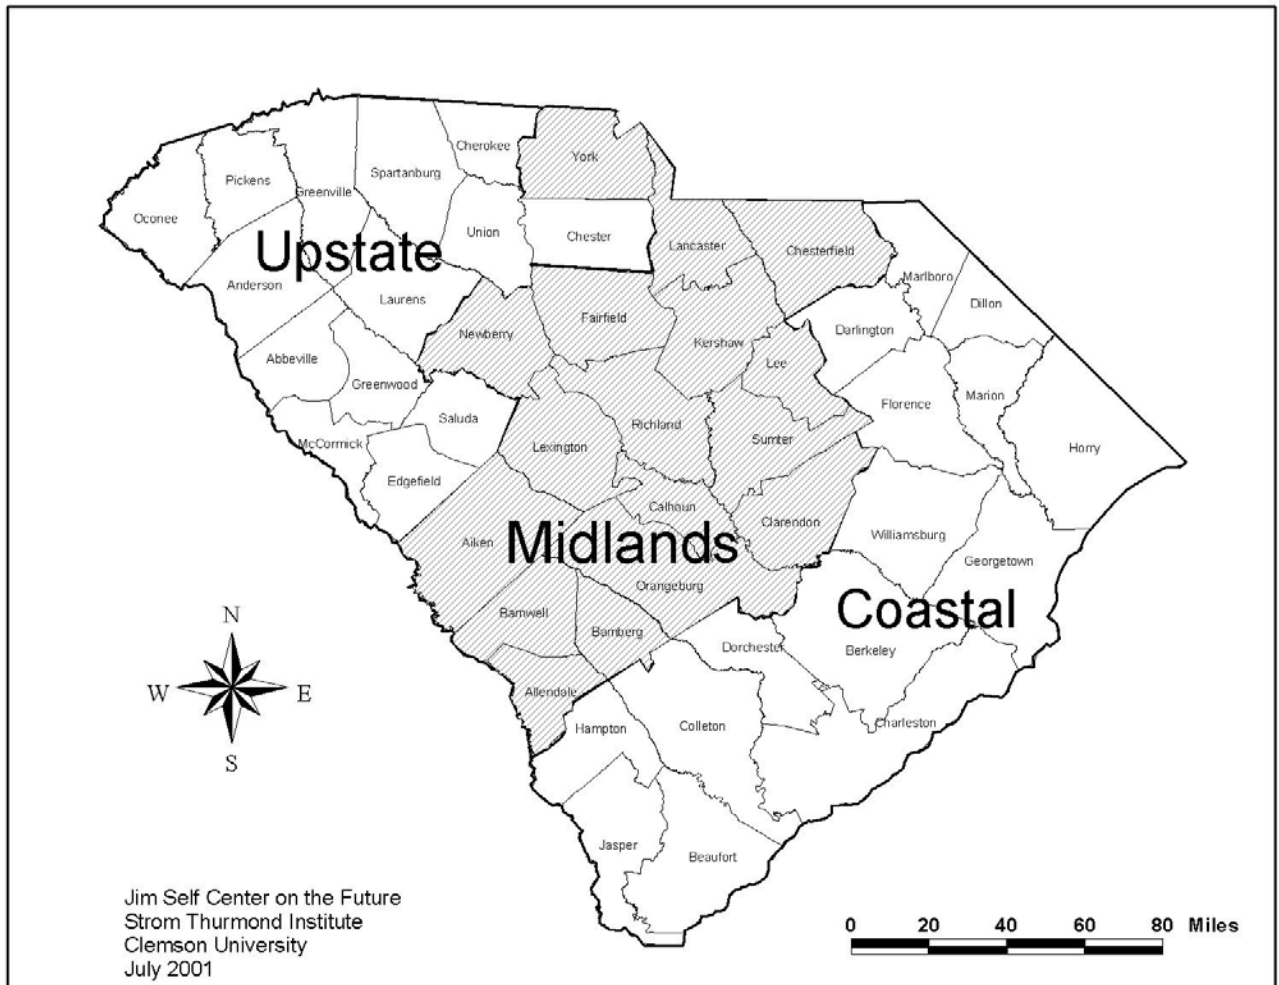 Cherokee
York
Spartanburg
Pickens
Greenville
Oconee
Union
Chester
Lancaster
Chesterfield
Upstate
Marlboro
Anderson
Laurens
Dillon
Newberry
Fairfield
Darlington
Kershaw
Lee
Abbeville
Greenwood
Marion
Florence
Saluda
Richland
McCormick
Lexington
Sumter
Horry
Edgefield
Calhoun
Clarendon
Aiken
Midlands
Williamsburg
Georgetown
Orangeburg
Coastal
Barnwell
Bamberg
Dorchester
Berkeley
N
W
E
S
Allendale
Hampton
Colleton
Charleston
Jasper
Beaufort
Jim Self Center on the Future
Strom Thurmond Institute
Clemson University
July 2001
0 20 40 60 80 Miles